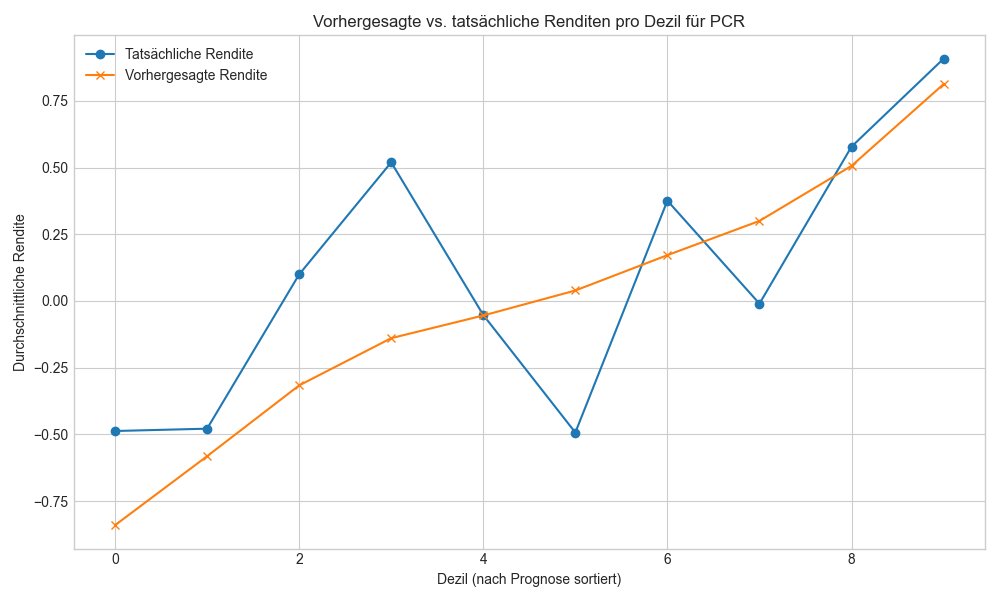 Vorhergesagte vs. tatsächliche Renditen pro Dezil für PCR
Tatsächliche Rendite
Vorhergesagte Rendite
Durchschnittliche Rendite
0.75
0.50
0.25
0.00
−0.25
−0.50
−0.75
0 2 4 6 8
Dezil (nach Prognose sortiert)